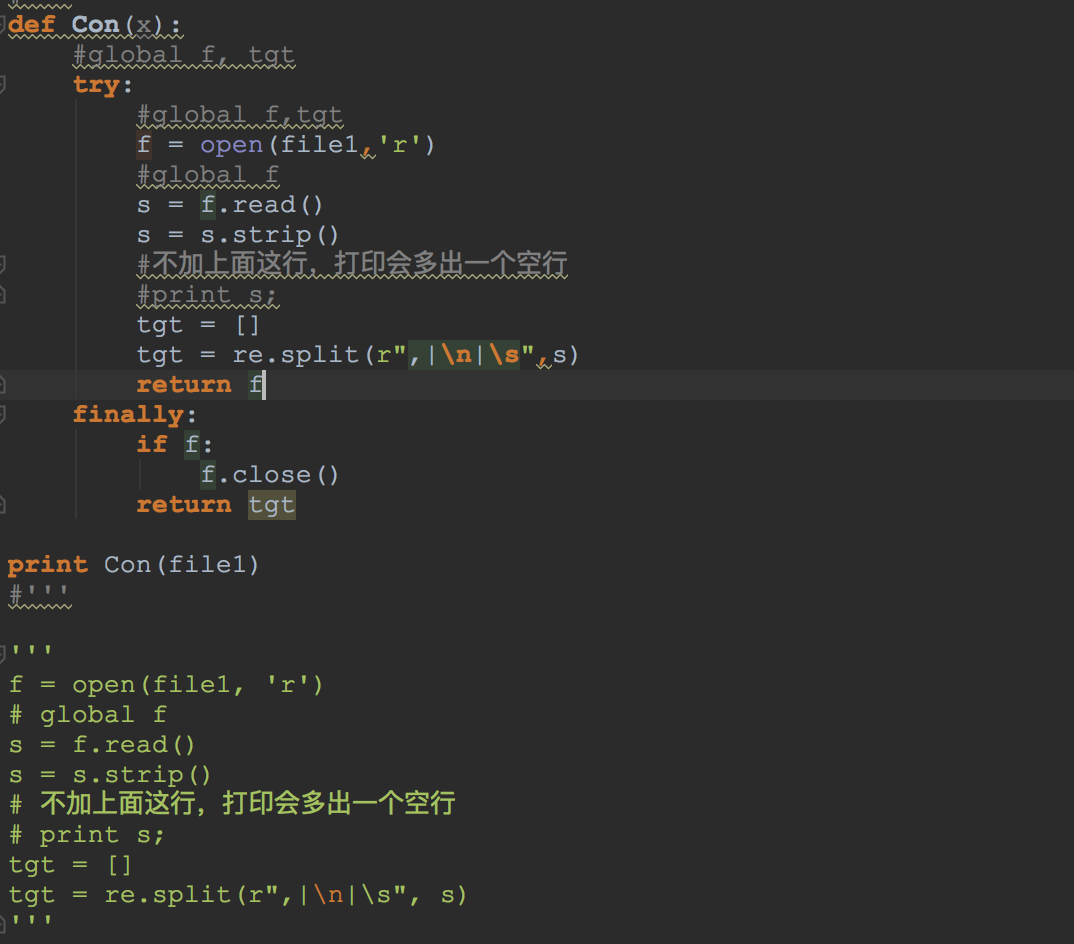 def Con(x):
    #global f, tgt
    try:
        #global f,tgt
        f = open(file1,'r')
        #global f
        s = f.read()
        s = s.strip()
        #不加上面这行，打印会多出一个空行
        #print s;
        tgt = []
        tgt = re.split(r",|\n|\s",s)
        return f
    finally:
        if f:
            f.close()
        return tgt
print Con(file1)
#'''
'''
f = open(file1, 'r')
# global f
s = f.read()
s = s.strip()
# 不加上面这行，打印会多出一个空行
# print s;
tgt = []
tgt = re.split(r",|\n|\s", s)
'''